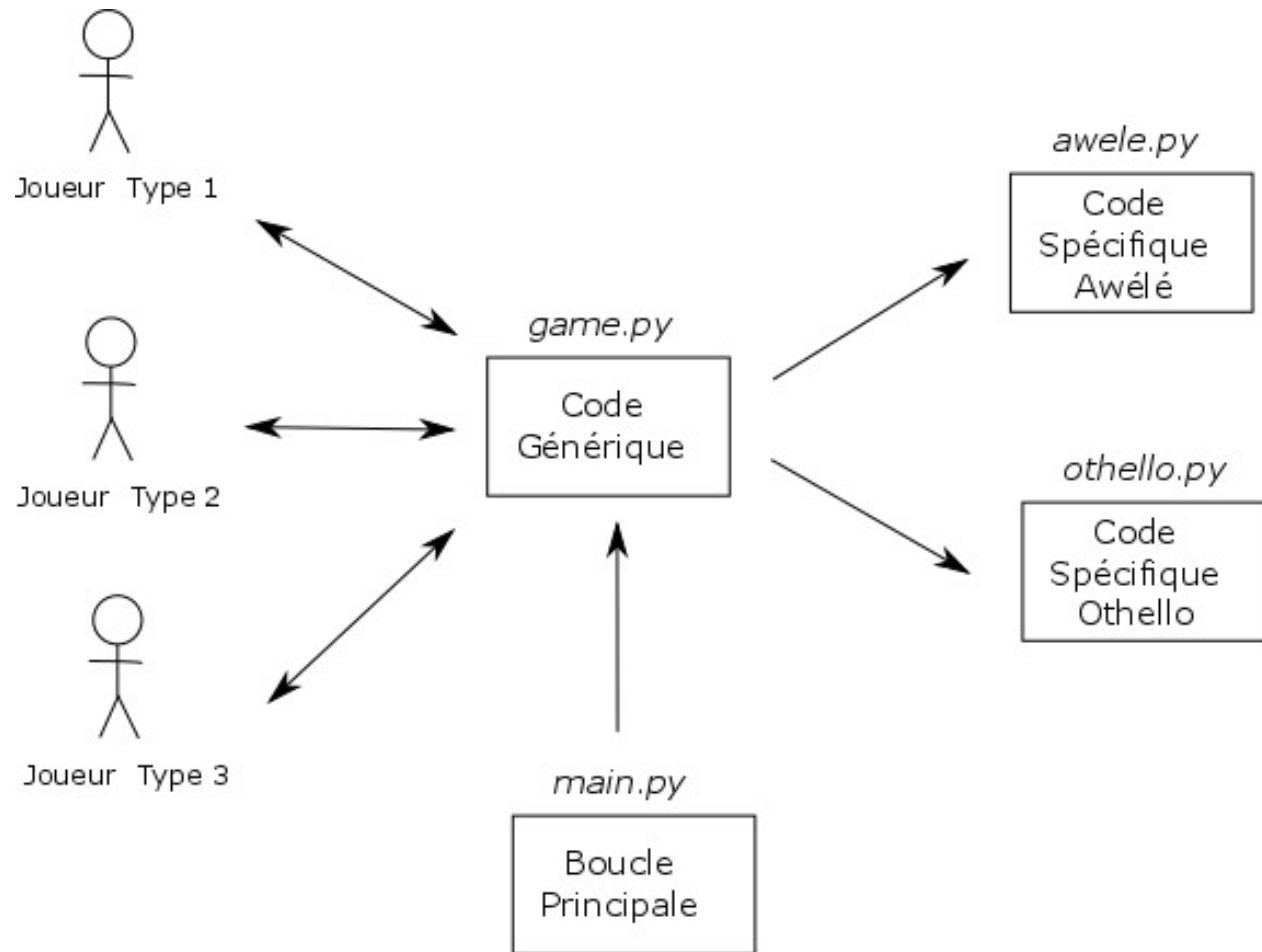 Joueur Type 1
awele.py
Code
Spécifique
Awélé
game.py
Code
Générique
Joueur Type 2
othello.py
Code
Spécifique
Othello
Joueur Type 3
main.py
Boucle
Principale